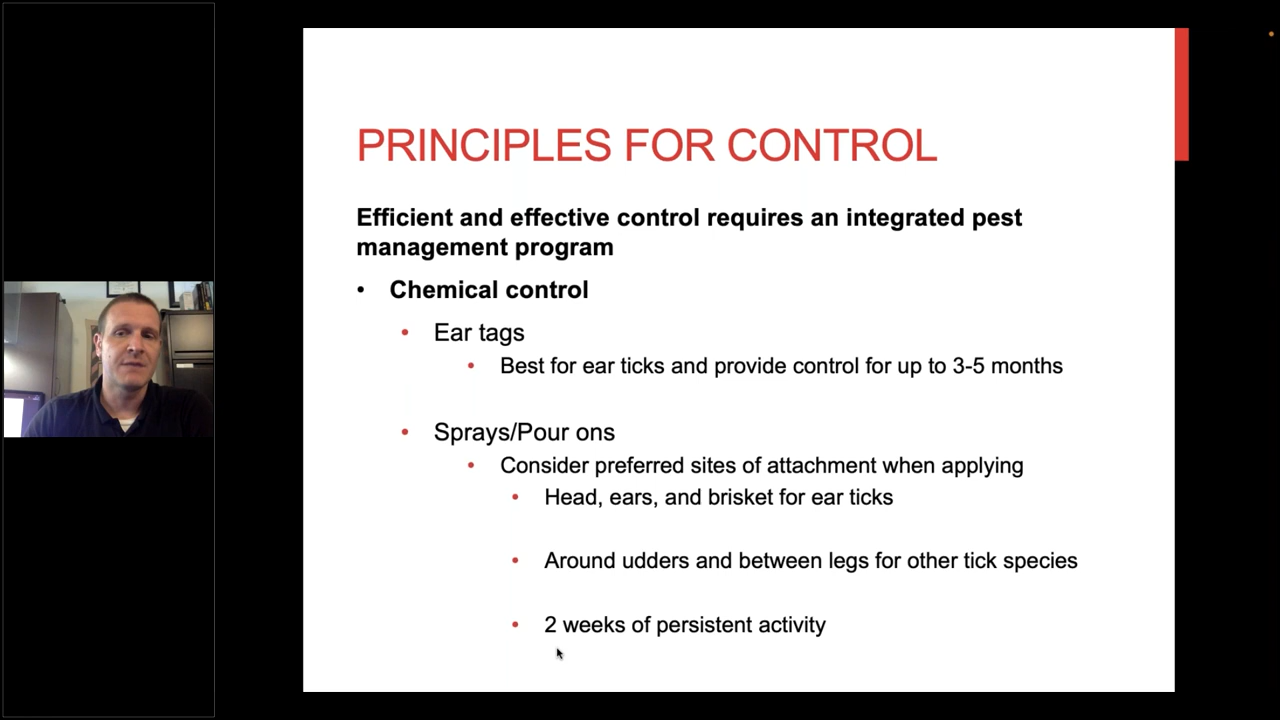 PRINCIPLES FOR CONTROL
Efficient and effective control requires an integrated pest
management program
• Chemical control
• Ear tags
• Best for ear ticks and provide control for up to 3-5 months
• Sprays/Pour ons
• Consider preferred sites of attachment when applying
• Head, ears, and brisket for ear ticks
• Around udders and between legs for other tick species
• 2 weeks of persistent activity